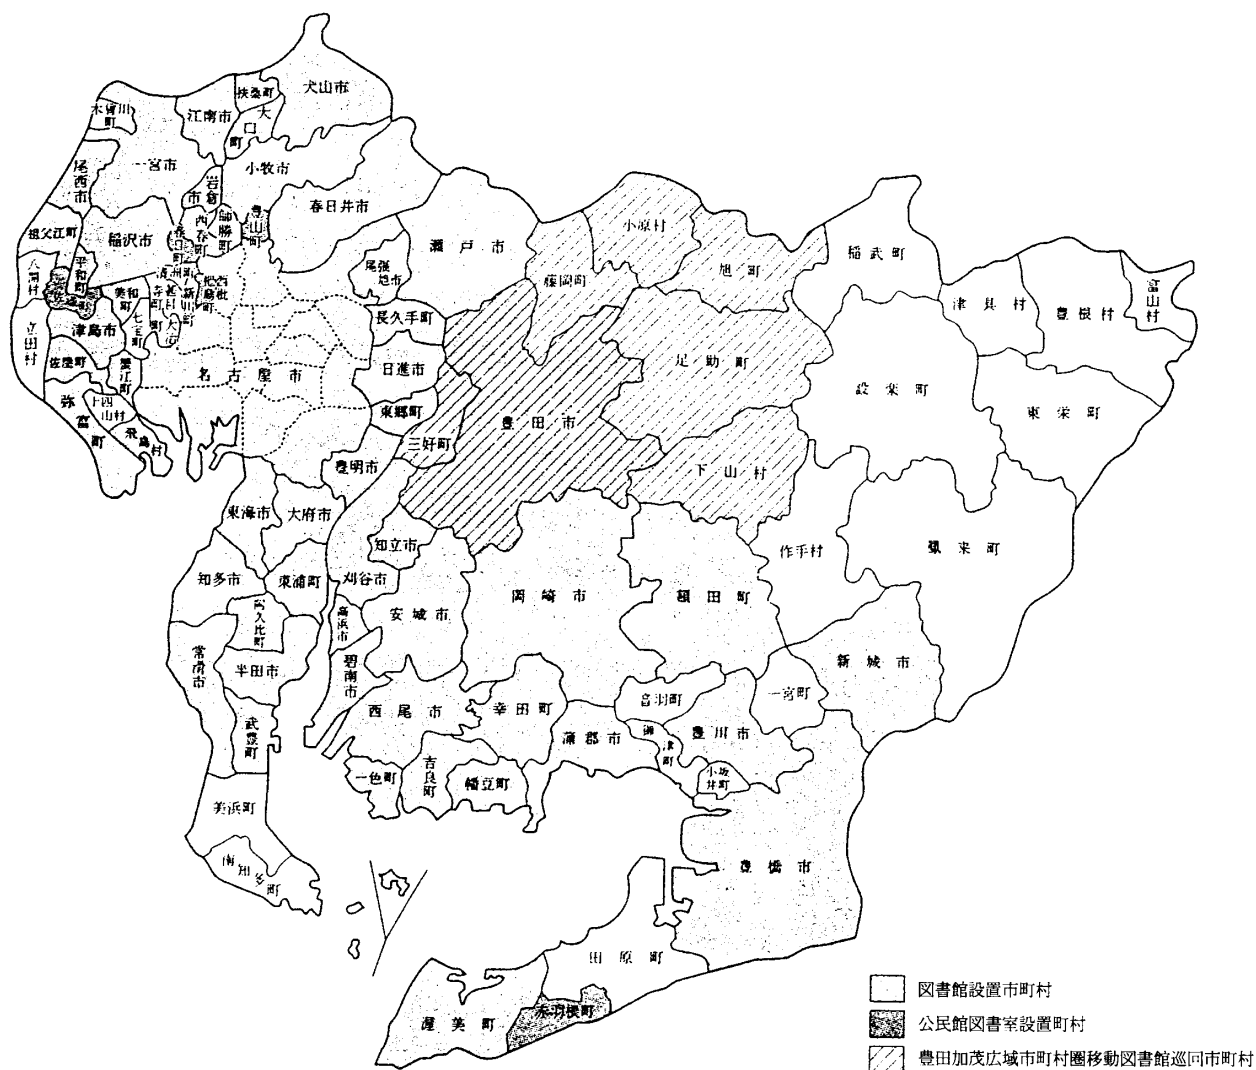 犬山市
扶桑町
木曽川町
江南市
大口町
一宮市
尾西市
小牧市
岩倉市
春日井市
師勝町
西春町
豊山町
祖父江町
稲沢市
平和町
八開村
瀬戸市
尾張旭市
小原村
藤岡町
旭町
稲武町
津具村
豊根村
富山村
美和町
七宝町
新川町
津島市
立田村
佐屋町
蟹江町
名古屋市
長久手町
日進市
東郷町
三好町
豊田市
足助町
設楽町
東栄町
下山村
弥富町
十四山村
飛島村
豊明市
東海市
大府市
知立市
知多市
東浦町
刈谷市
阿久比町
高浜市
安城市
岡崎市
額田町
作手村
鳳来町
常滑市
半田市
碧南市
武豊町
西尾市
幸田町
音羽町
一宮町
新城市
蒲郡市
御津町
豊川市
小坂井町
一色町
吉良町
幡豆町
美浜町
南知多町
豊橋市
田原町
赤羽根町
渥美町
図書館設置市町村
公民館図書室設置町村
豊田加茂広域市町村圏移動図書館巡回市町村